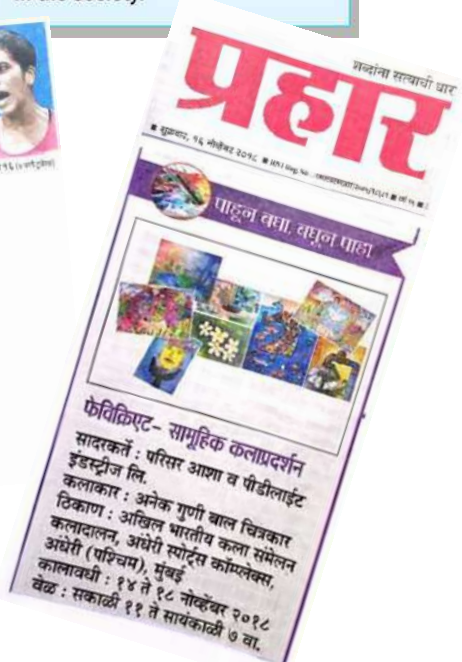 in the Society.
शब्दांना सत्याची धार
प्रहार
शुक्रवार, १६ नोव्हेंबर २०१८
पाहून बघा, बघून पाहा
फेविक्रिएट- सामूहिक कलाप्रदर्शन
सादरकर्ते : परिसर आशा व पीडीलाईट
इंडस्ट्रीज लि.
कलाकार : अनेक गुणी बाल चित्रकार
ठिकाण : अखिल भारतीय कला संमेलन
कलादालन, अंधेरी स्पोर्ट्स कॉम्प्लेक्स,
अंधेरी (पश्चिम), मुंबई
कालावधी : १४ ते १८ नोव्हेंबर २०१८
वेळ : सकाळी ११ ते सायंकाळी ७ वा.